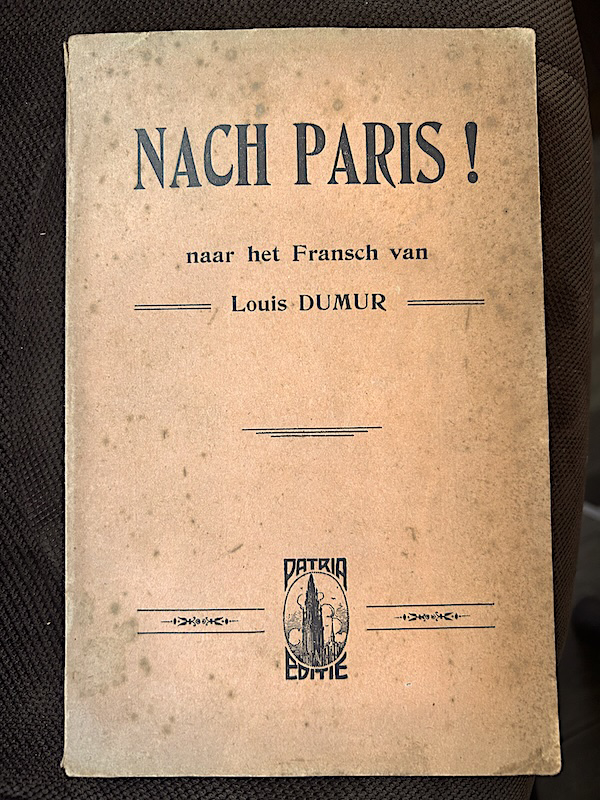 NACH PARIS !
naar het Fransch van
Louis DUMUR
PATRIA
EDITIE